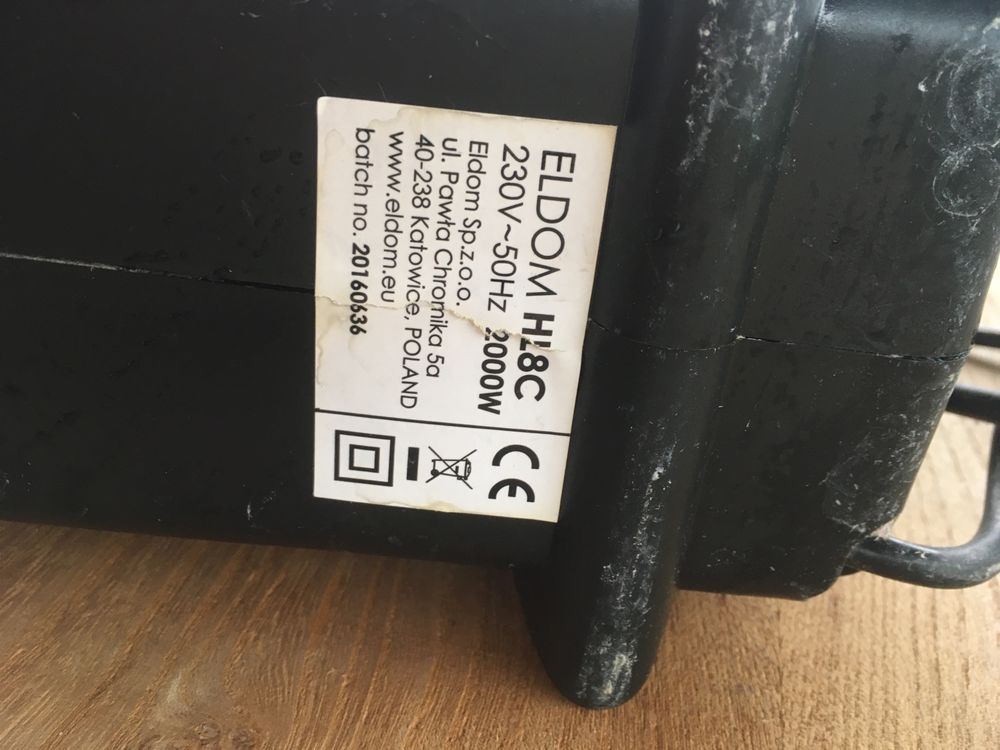 ELDOM HL8C
230V~50Hz 2000W
Eldom Sp.z.o.o.
ul. Pawła Chromika 5a
40-238 Katowice, POLAND
www.eldom.eu
batch no. 20160636
CE